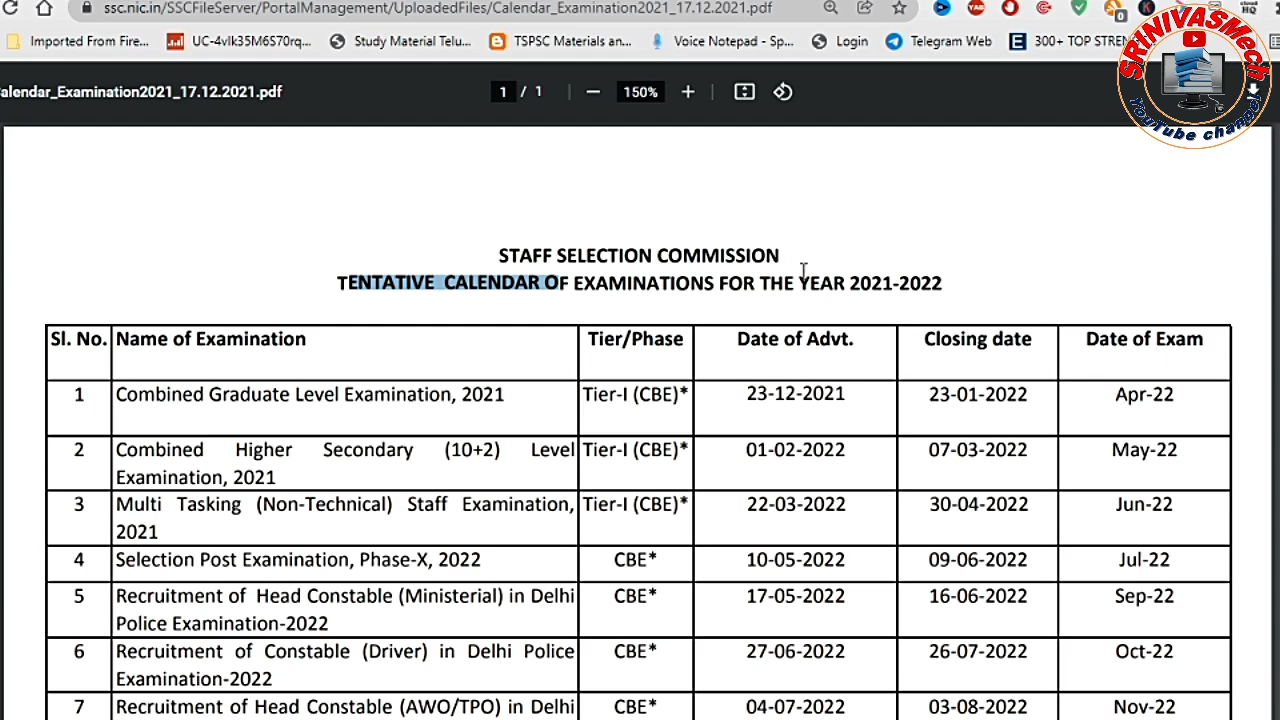 ssc.nic.in/SSCFileServer/PortalManagement/UploadedFiles/Calendar_Examination2021_17.12.2021.pdf
Imported From Fire... UC-4vlk35M6S70rq... Study Material Telu... TSPSC Materials an... Voice Notepad - Sp... Login Telegram Web 300+ TOP STREN
SRINIVASMech
YouTube channel
alendar_Examination2021_17.12.2021.pdf 1 / 1 150%
STAFF SELECTION COMMISSION
TENTATIVE CALENDAR OF EXAMINATIONS FOR THE YEAR 2021-2022
Sl. No. Name of Examination Tier/Phase Date of Advt. Closing date Date of Exam
1 Combined Graduate Level Examination, 2021 Tier-I (CBE)* 23-12-2021 23-01-2022 Apr-22
2 Combined Higher Secondary (10+2) Level Tier-I (CBE)* 01-02-2022 07-03-2022 May-22
Examination, 2021
3 Multi Tasking (Non-Technical) Staff Examination, Tier-I (CBE)* 22-03-2022 30-04-2022 Jun-22
2021
4 Selection Post Examination, Phase-X, 2022 CBE* 10-05-2022 09-06-2022 Jul-22
5 Recruitment of Head Constable (Ministerial) in Delhi CBE* 17-05-2022 16-06-2022 Sep-22
Police Examination-2022
6 Recruitment of Constable (Driver) in Delhi Police CBE* 27-06-2022 26-07-2022 Oct-22
Examination-2022
7 Recruitment of Head Constable (AWO/TPO) in Delhi CBE* 04-07-2022 03-08-2022 Nov-22